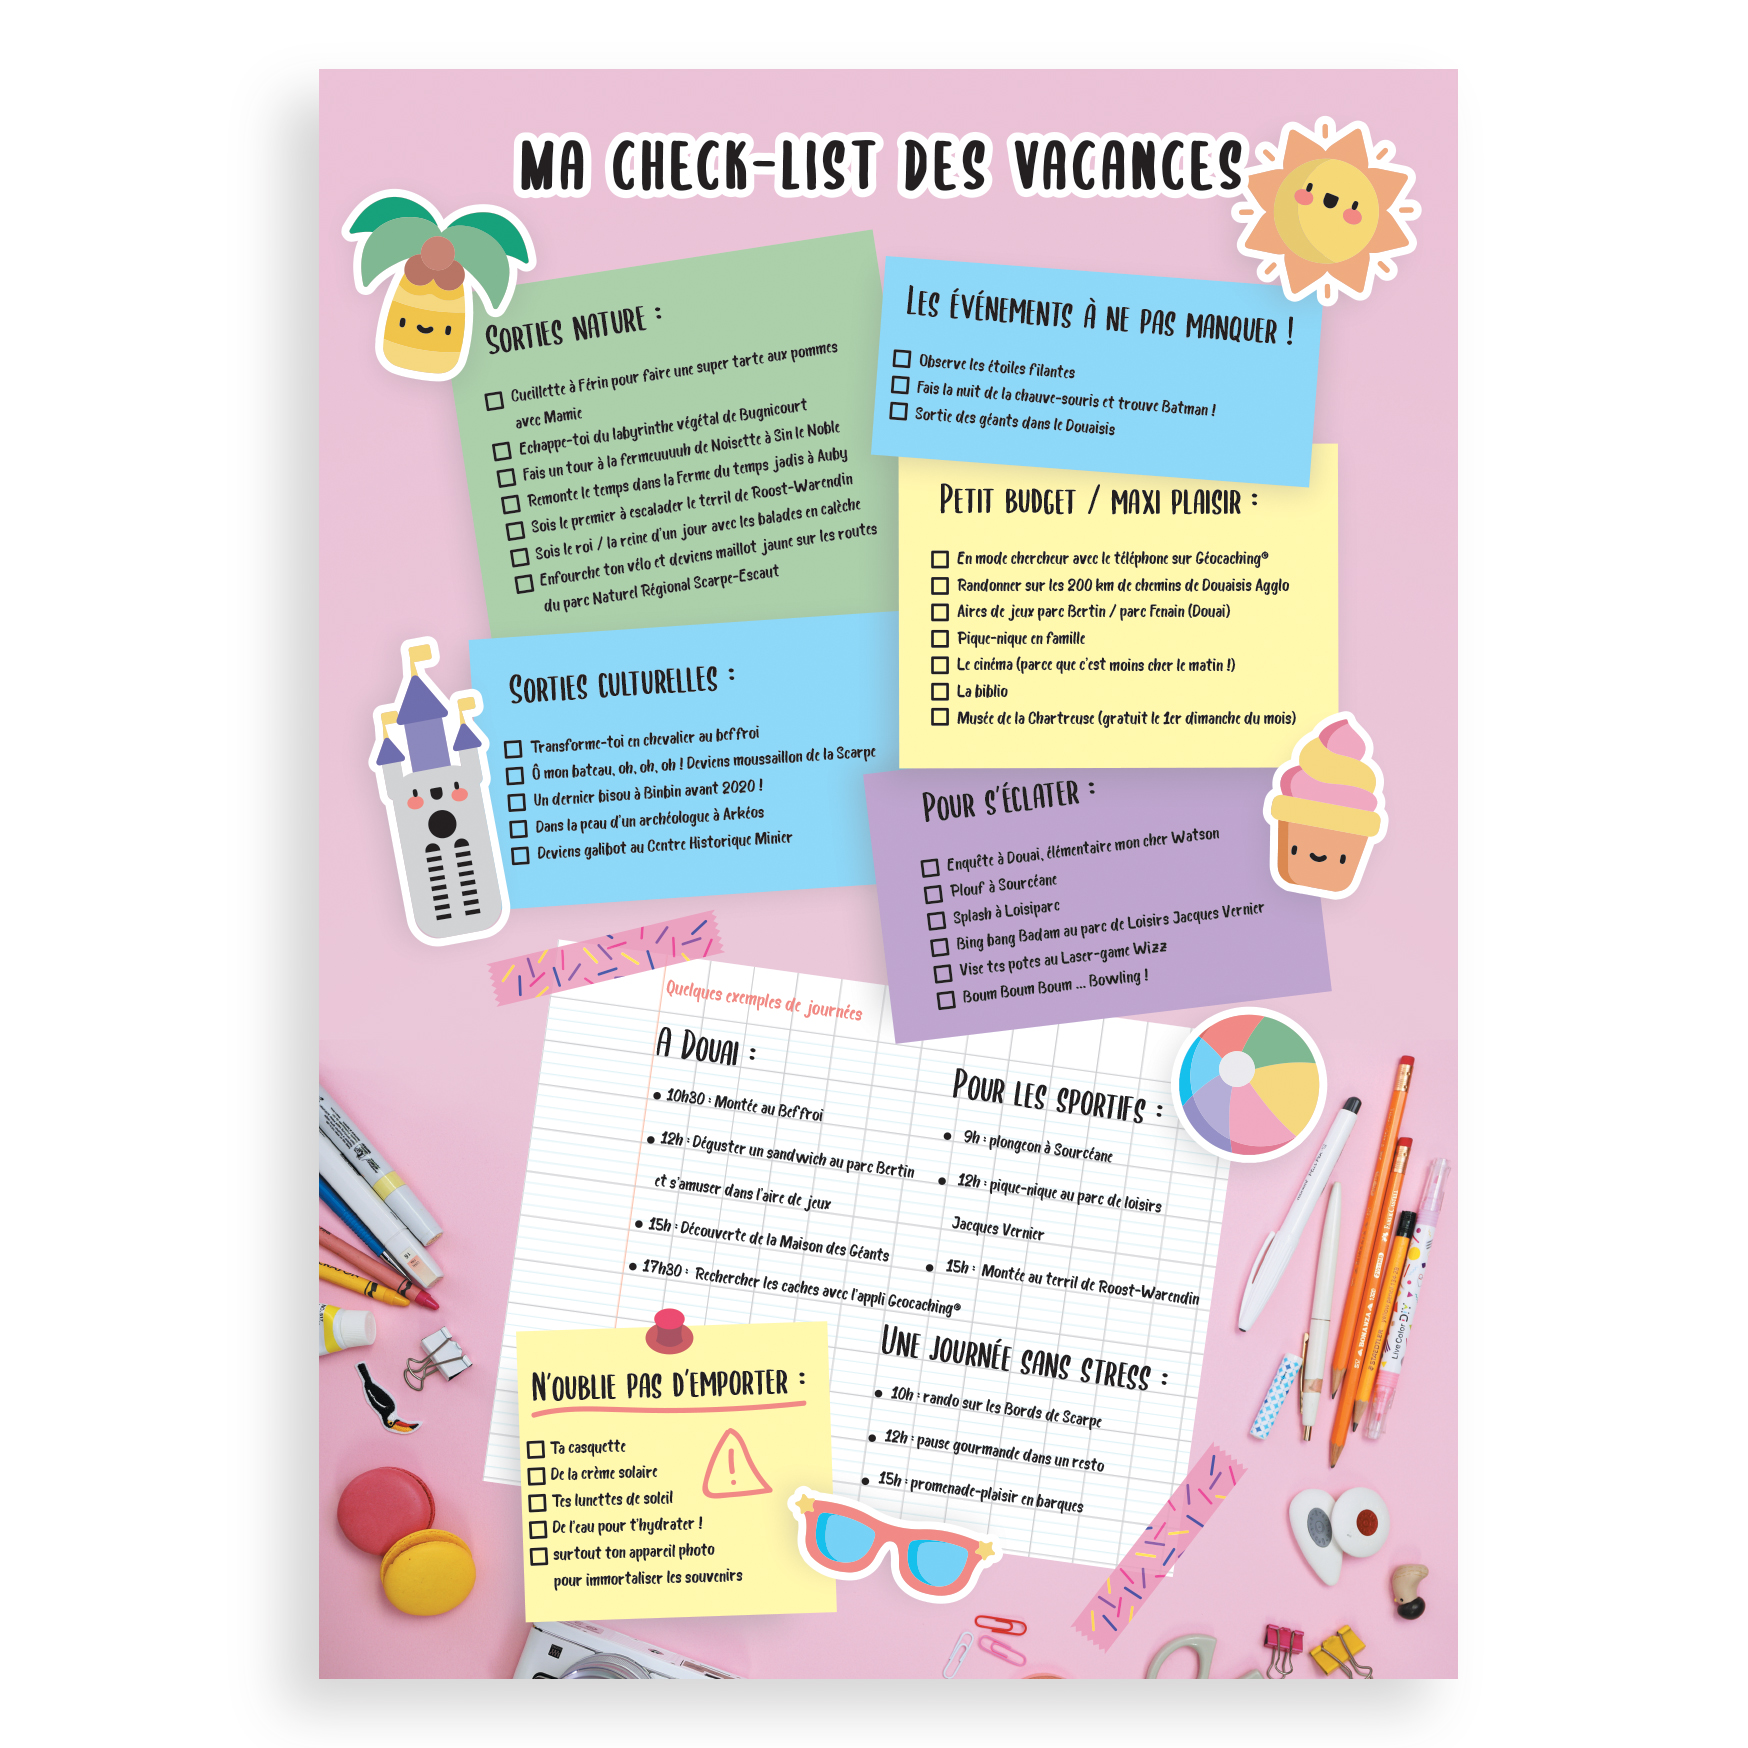 MA CHECK-LIST DES VACANCES
SORTIES NATURE :
Cueillette à Férin pour faire une super tarte aux pommes
avec Mamie
Echappe-toi du labyrinthe végétal de Bugnicourt
Fais un tour à la fermeuuuuh de Noisette à Sin le Noble
Remonte le temps dans la Ferme du temps jadis à Auby
Sois le premier à escalader le terril de Roost-Warendin
Sois le roi / la reine d'un jour avec les balades en calèche
Enfourche ton vélo et deviens maillot jaune sur les routes
du parc Naturel Régional Scarpe-Escaut
LES ÉVÉNEMENTS À NE PAS MANQUER !
Observe les étoiles filantes
Fais la nuit de la chauve-souris et trouve Batman !
Sortie des géants dans le Douaisis
PETIT BUDGET / MAXI PLAISIR :
En mode chercheur avec le téléphone sur Géocaching®
Randonner sur les 200 km de chemins de Douaisis Agglo
Aires de jeux parc Bertin / parc Fenain (Douai)
Pique-nique en famille
Le cinéma (parce que c'est moins cher le matin !)
La biblio
Musée de la Chartreuse (gratuit le 1er dimanche du mois)
SORTIES CULTURELLES :
Transforme-toi en chevalier au beffroi
Ô mon bateau, oh, oh, oh ! Deviens moussaillon de la Scarpe
Un dernier bisou à Binbin avant 2020 !
Dans la peau d'un archéologue à Arkéos
Deviens galibot au Centre Historique Minier
POUR S'ÉCLATER :
Enquête à Douai, élémentaire mon cher Watson
Plouf à Sourcéane
Splash à Loisiparc
Bing bang Badam au parc de Loisirs Jacques Vernier
Vise tes potes au Laser-game Wizz
Boum Boum Boum ... Bowling !
Quelques exemples de journées
A DOUAI :
10h30 : Montée au Beffroi
12h : Déguster un sandwich au parc Bertin
et s'amuser dans l'aire de jeux
15h : Découverte de la Maison des Géants
17h30 : Rechercher les caches avec l'appli Geocaching®
POUR LES SPORTIFS :
9h : plongeon à Sourcéane
12h : pique-nique au parc de loisirs
Jacques Vernier
15h : Montée au terril de Roost-Warendin
UNE JOURNÉE SANS STRESS :
10h : rando sur les Bords de Scarpe
12h : pause gourmande dans un resto
15h : promenade-plaisir en barques
N'OUBLIE PAS D'EMPORTER :
Ta casquette
De la crème solaire
Tes lunettes de soleil
De l'eau pour t'hydrater !
surtout ton appareil photo
pour immortaliser les souvenirs
!
Live Color DIY